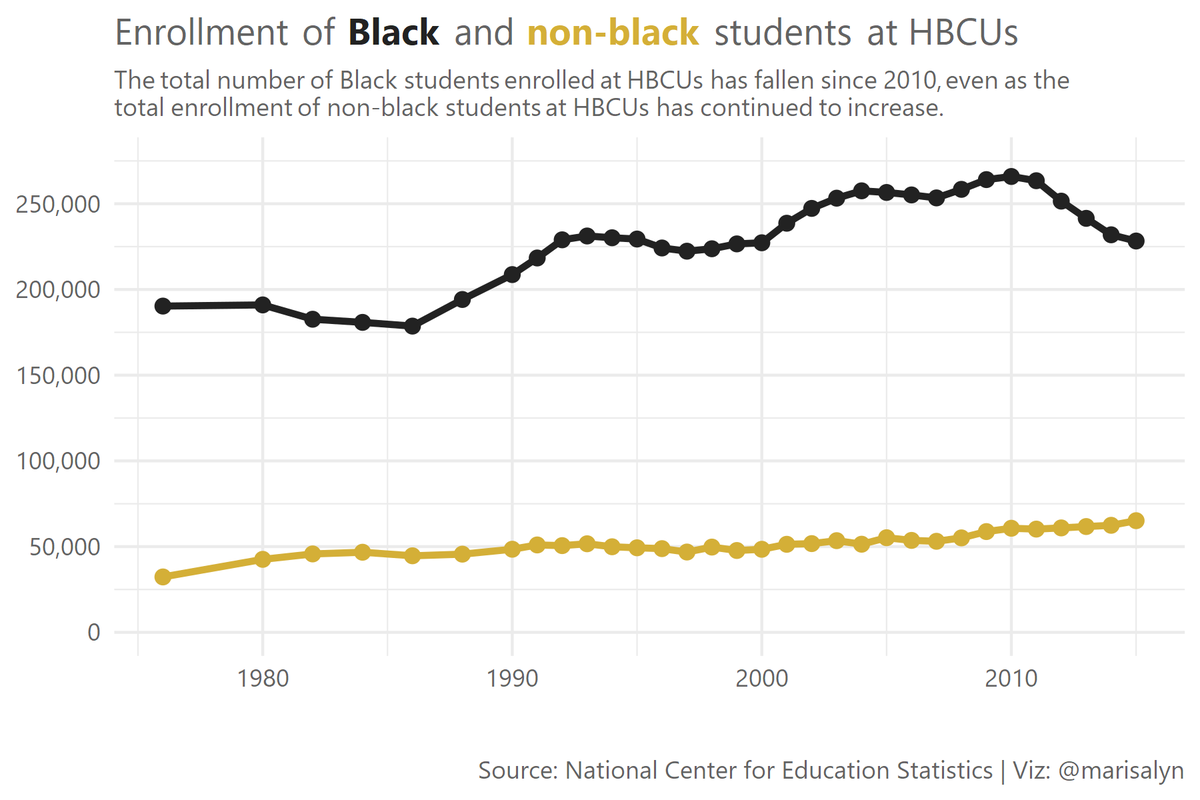 Enrollment of Black and non-black students at HBCUs
The total number of Black students enrolled at HBCUs has fallen since 2010, even as the
total enrollment of non-black students at HBCUs has continued to increase.
250,000
200,000
150,000
100,000
50,000
0
1980 1990 2000 2010
Source: National Center for Education Statistics | Viz: @marisalyn